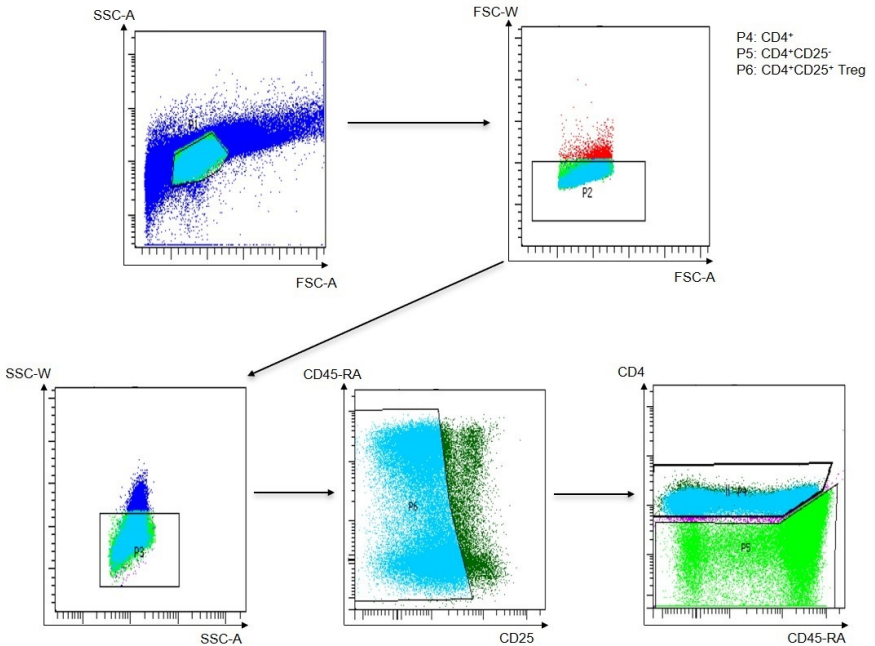 SSC-A
P1
FSC-A
FSC-W
P2
FSC-A
P4: CD4⁺
P5: CD4⁺CD25⁻
P6: CD4⁺CD25⁺ Treg
SSC-W
P3
SSC-A
CD45-RA
P6
CD25
CD4
P4
P5
CD45-RA